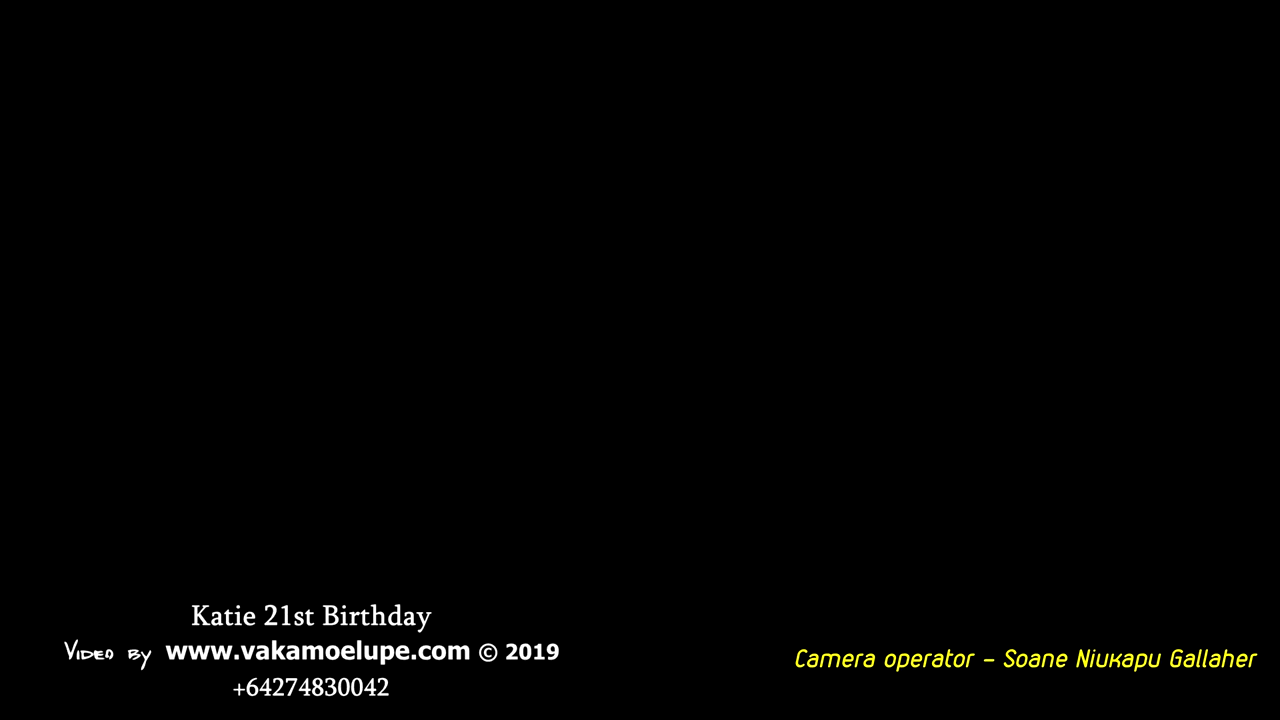 Katie 21st Birthday
Video by www.vakamoelupe.com © 2019
+64274830042
Camera operator - Soane Niukapu Gallaher